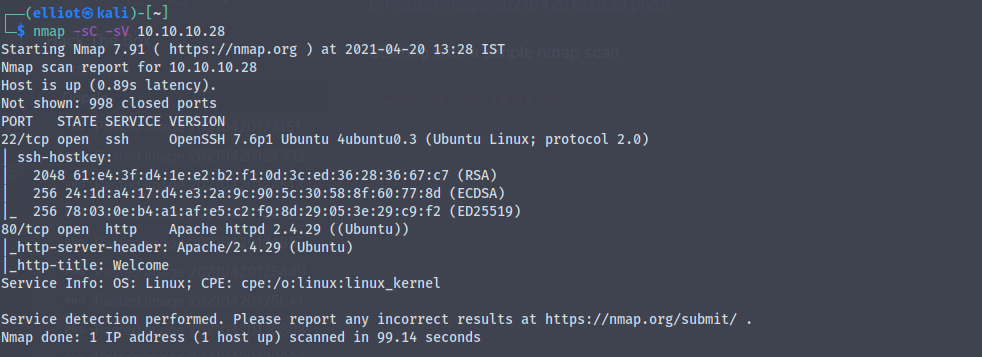 (elliot㉿kali)-[~]
$ nmap -sC -sV 10.10.10.28
Starting Nmap 7.91 ( https://nmap.org ) at 2021-04-20 13:28 IST
Nmap scan report for 10.10.10.28
Host is up (0.89s latency).
Not shown: 998 closed ports
PORT   STATE SERVICE VERSION
22/tcp open  ssh     OpenSSH 7.6p1 Ubuntu 4ubuntu0.3 (Ubuntu Linux; protocol 2.0)
| ssh-hostkey:
|   2048 61:e4:3f:d4:1e:e2:b2:f1:0d:3c:ed:36:28:36:67:c7 (RSA)
|   256 24:1d:a4:17:d4:e3:2a:9c:90:5c:30:58:8f:60:77:8d (ECDSA)
|_  256 78:03:0e:b4:a1:af:e5:c2:f9:8d:29:05:3e:29:c9:f2 (ED25519)
80/tcp open  http    Apache httpd 2.4.29 ((Ubuntu))
|_http-server-header: Apache/2.4.29 (Ubuntu)
|_http-title: Welcome
Service Info: OS: Linux; CPE: cpe:/o:linux:linux_kernel
Service detection performed. Please report any incorrect results at https://nmap.org/submit/ .
Nmap done: 1 IP address (1 host up) scanned in 99.14 seconds